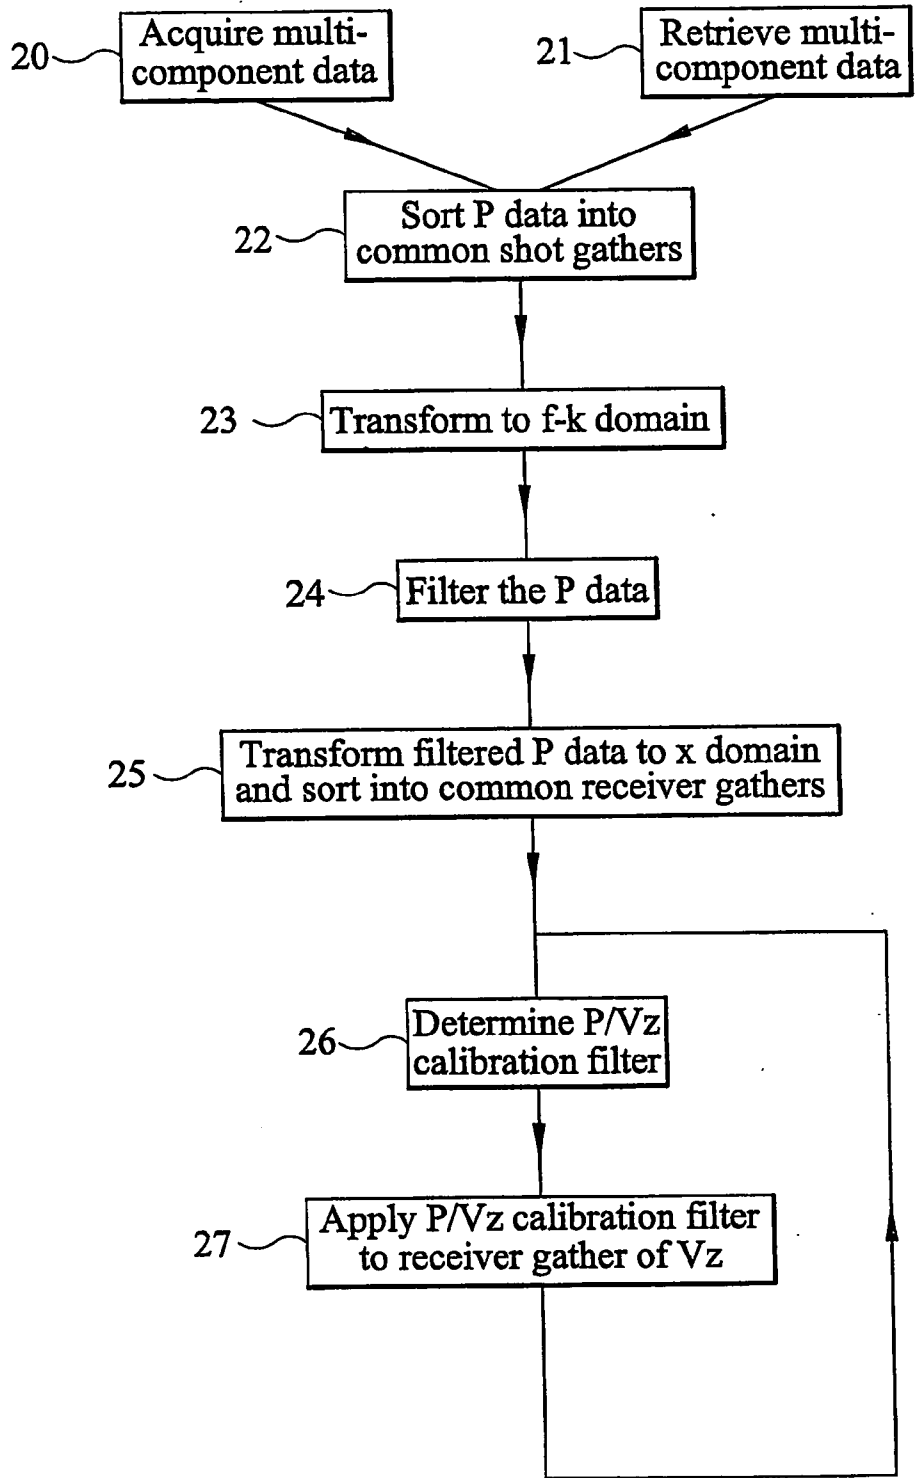 20
Acquire multi-
component data
21
Retrieve multi-
component data
22
Sort P data into
common shot gathers
23
Transform to f-k domain
24
Filter the P data
25
Transform filtered P data to x domain
and sort into common receiver gathers
26
Determine P/Vz
calibration filter
27
Apply P/Vz calibration filter
to receiver gather of Vz